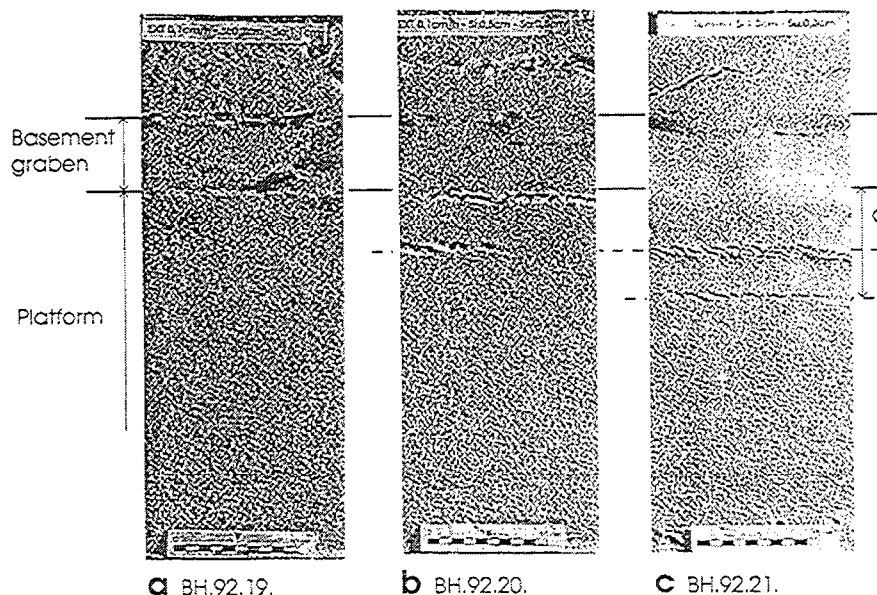 Basement
graben
Platform
a BH.92.19.
b BH.92.20.
c BH.92.21.